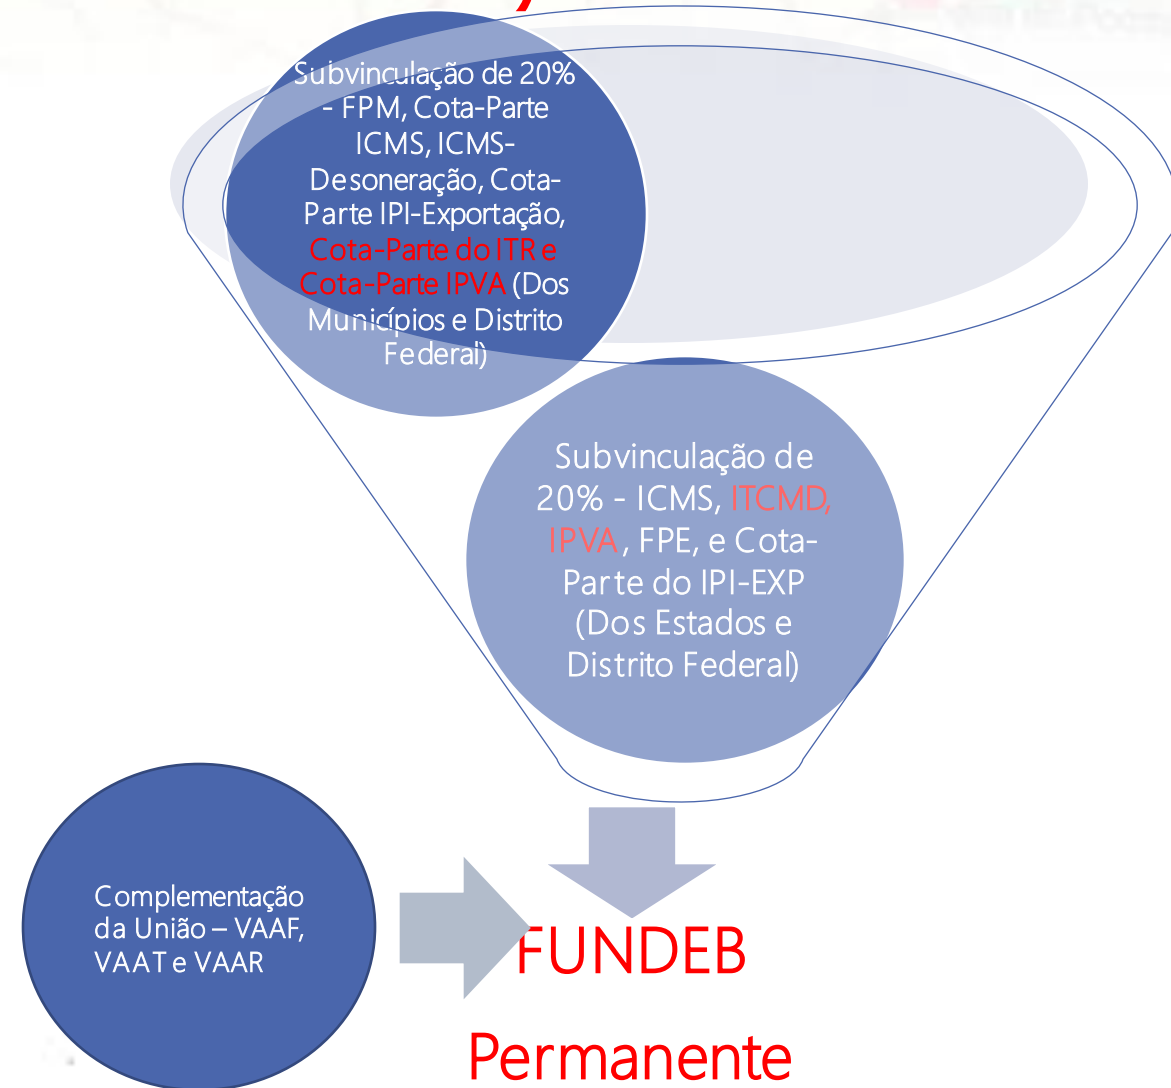 Subvinculação de 20%
- FPM, Cota-Parte
ICMS, ICMS-
Desoneração, Cota-
Parte IPI-Exportação,
Cota-Parte do ITR e
Cota-Parte IPVA (Dos
Municípios e Distrito
Federal)
Subvinculação de
20% - ICMS, ITCMD,
IPVA, FPE, e Cota-
Parte do IPI-EXP
(Dos Estados e
Distrito Federal)
Complementação
da União – VAAF,
VAAT e VAAR
FUNDEB
Permanente